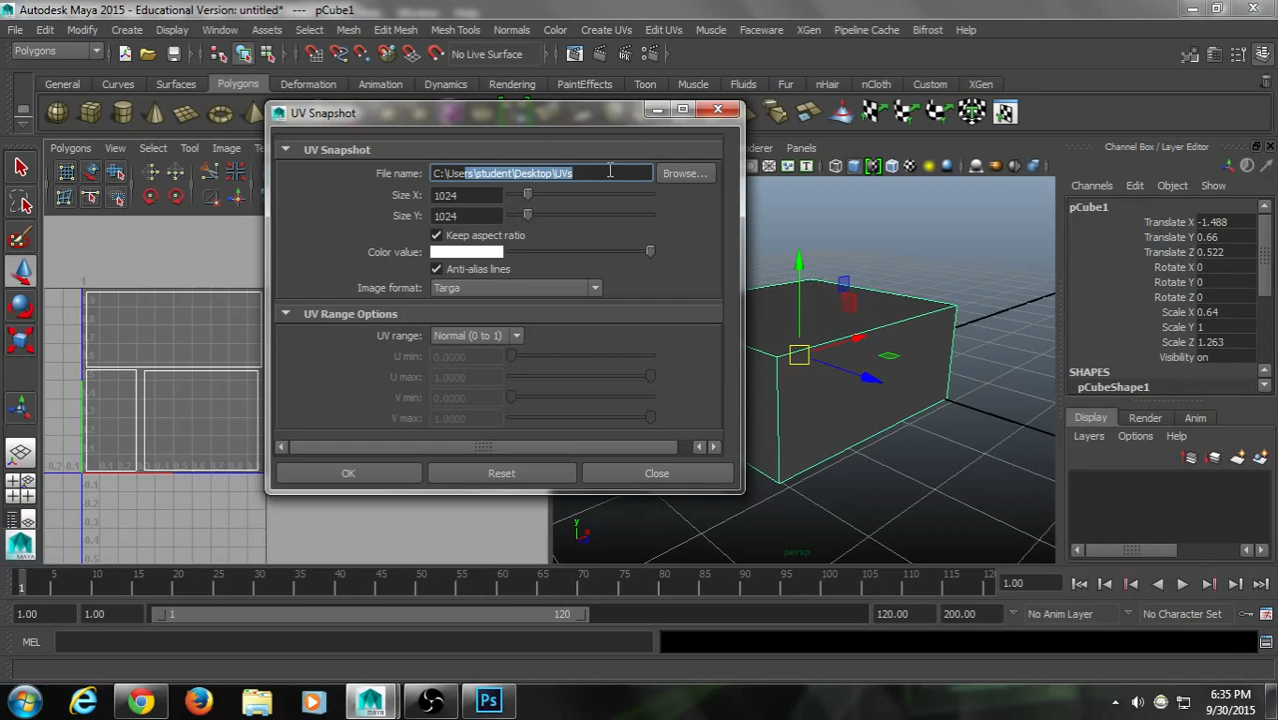 Autodesk Maya 2015 - Educational Version: untitled* --- pCube1
File Edit Modify Create Display Window Assets Select Mesh Edit Mesh Mesh Tools Normals Color Create UVs Edit UVs Muscle Faceware XGen Pipeline Cache Bifrost Help
Polygons No Live Surface
General Curves Surfaces Polygons Deformation Animation Dynamics Rendering PaintEffects Toon Muscle Fluids Fur nHair nCloth Custom XGen
UV Snapshot
Polygons View Select Tool Image
Panels
UV Snapshot
File name: C:\Users\student\Desktop\UVs Browse...
Size X: 1024
Size Y: 1024
Keep aspect ratio
Color value:
Anti-alias lines
Image format: Targa
UV Range Options
UV range: Normal (0 to 1)
U min: 0.0000
U max: 1.0000
V min: 0.0000
V max: 1.0000
OK Reset Close
Channels Edit Object Show
pCube1
Translate X -1.488
Translate Y 0.66
Translate Z 0.522
Rotate X 0
Rotate Y 0
Rotate Z 0
Scale X 0.64
Scale Y 1
Scale Z 1.263
Visibility on
SHAPES
pCubeShape1
Display Render Anim
Layers Options Help
y
x
persp
5 10 15 20 25 30 35 40 45 50 55 60 65 70 75 80 85 90 95 100 105 110 115 120
1
1.00
1.00 1.00 1 120 120.00 200.00 No Anim Layer No Character Set
MEL
MAYA
Ps
6:35 PM
9/30/2015